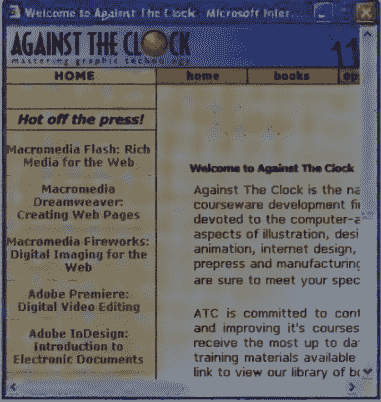 Welcome to Against The Clock - Microsoft Inter...
AGAINST THE CLOCK
mastering graphic technology
11
HOME
home
books
Hot off the press!
Macromedia Flash: Rich
Media for the Web
Macromedia
Dreamweaver:
Creating Web Pages
Macromedia Fireworks:
Digital Imaging for the
Web
Adobe Premiere:
Digital Video Editing
Adobe InDesign:
Introduction to
Electronic Documents
Welcome to Against The Clock
Against The Clock is the na
courseware development fir
devoted to the computer-a
aspects of illustration, desi
animation, internet design,
prepress and manufacturing
are sure to meet your spec
ATC is committed to cont
and improving it's courses
receive the most up to dat
training materials available
link to view our library of bo